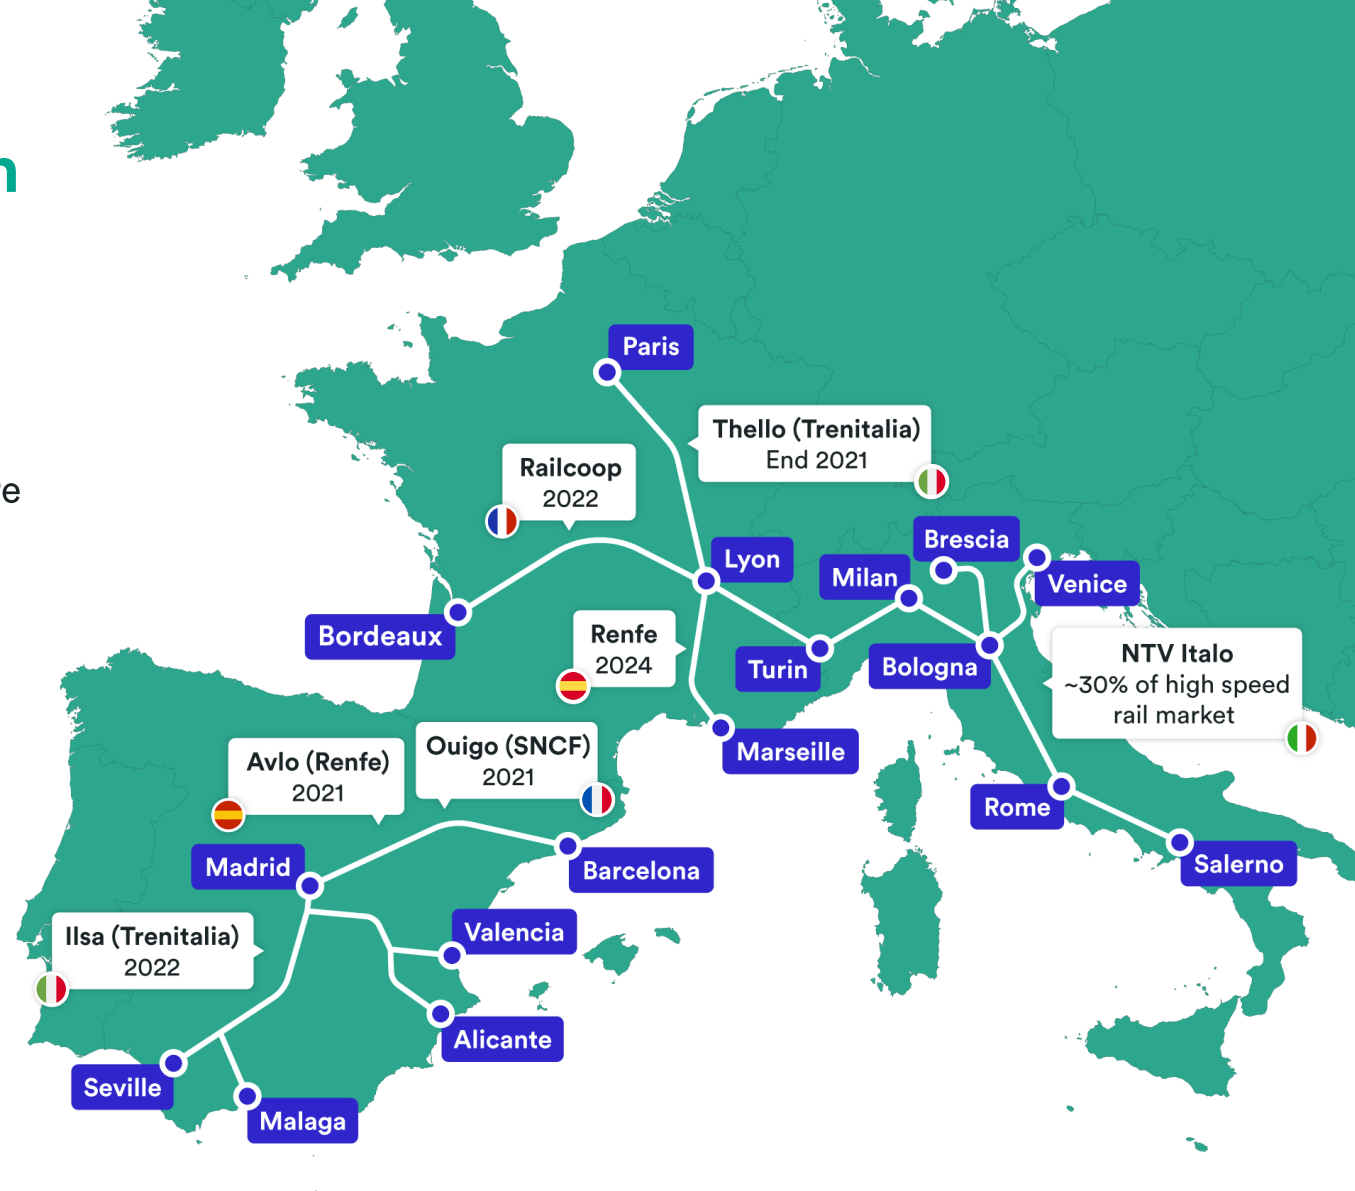 n
re
Paris
Thello (Trenitalia)
End 2021
Railcoop
2022
Brescia
Lyon
Milan
Venice
Bordeaux
Renfe
2024
Turin
Bologna
NTV Italo
~30% of high speed
rail market
Marseille
Ouigo (SNCF)
2021
Avlo (Renfe)
2021
Rome
Madrid
Barcelona
Salerno
Valencia
Ilsa (Trenitalia)
2022
Alicante
Seville
Malaga